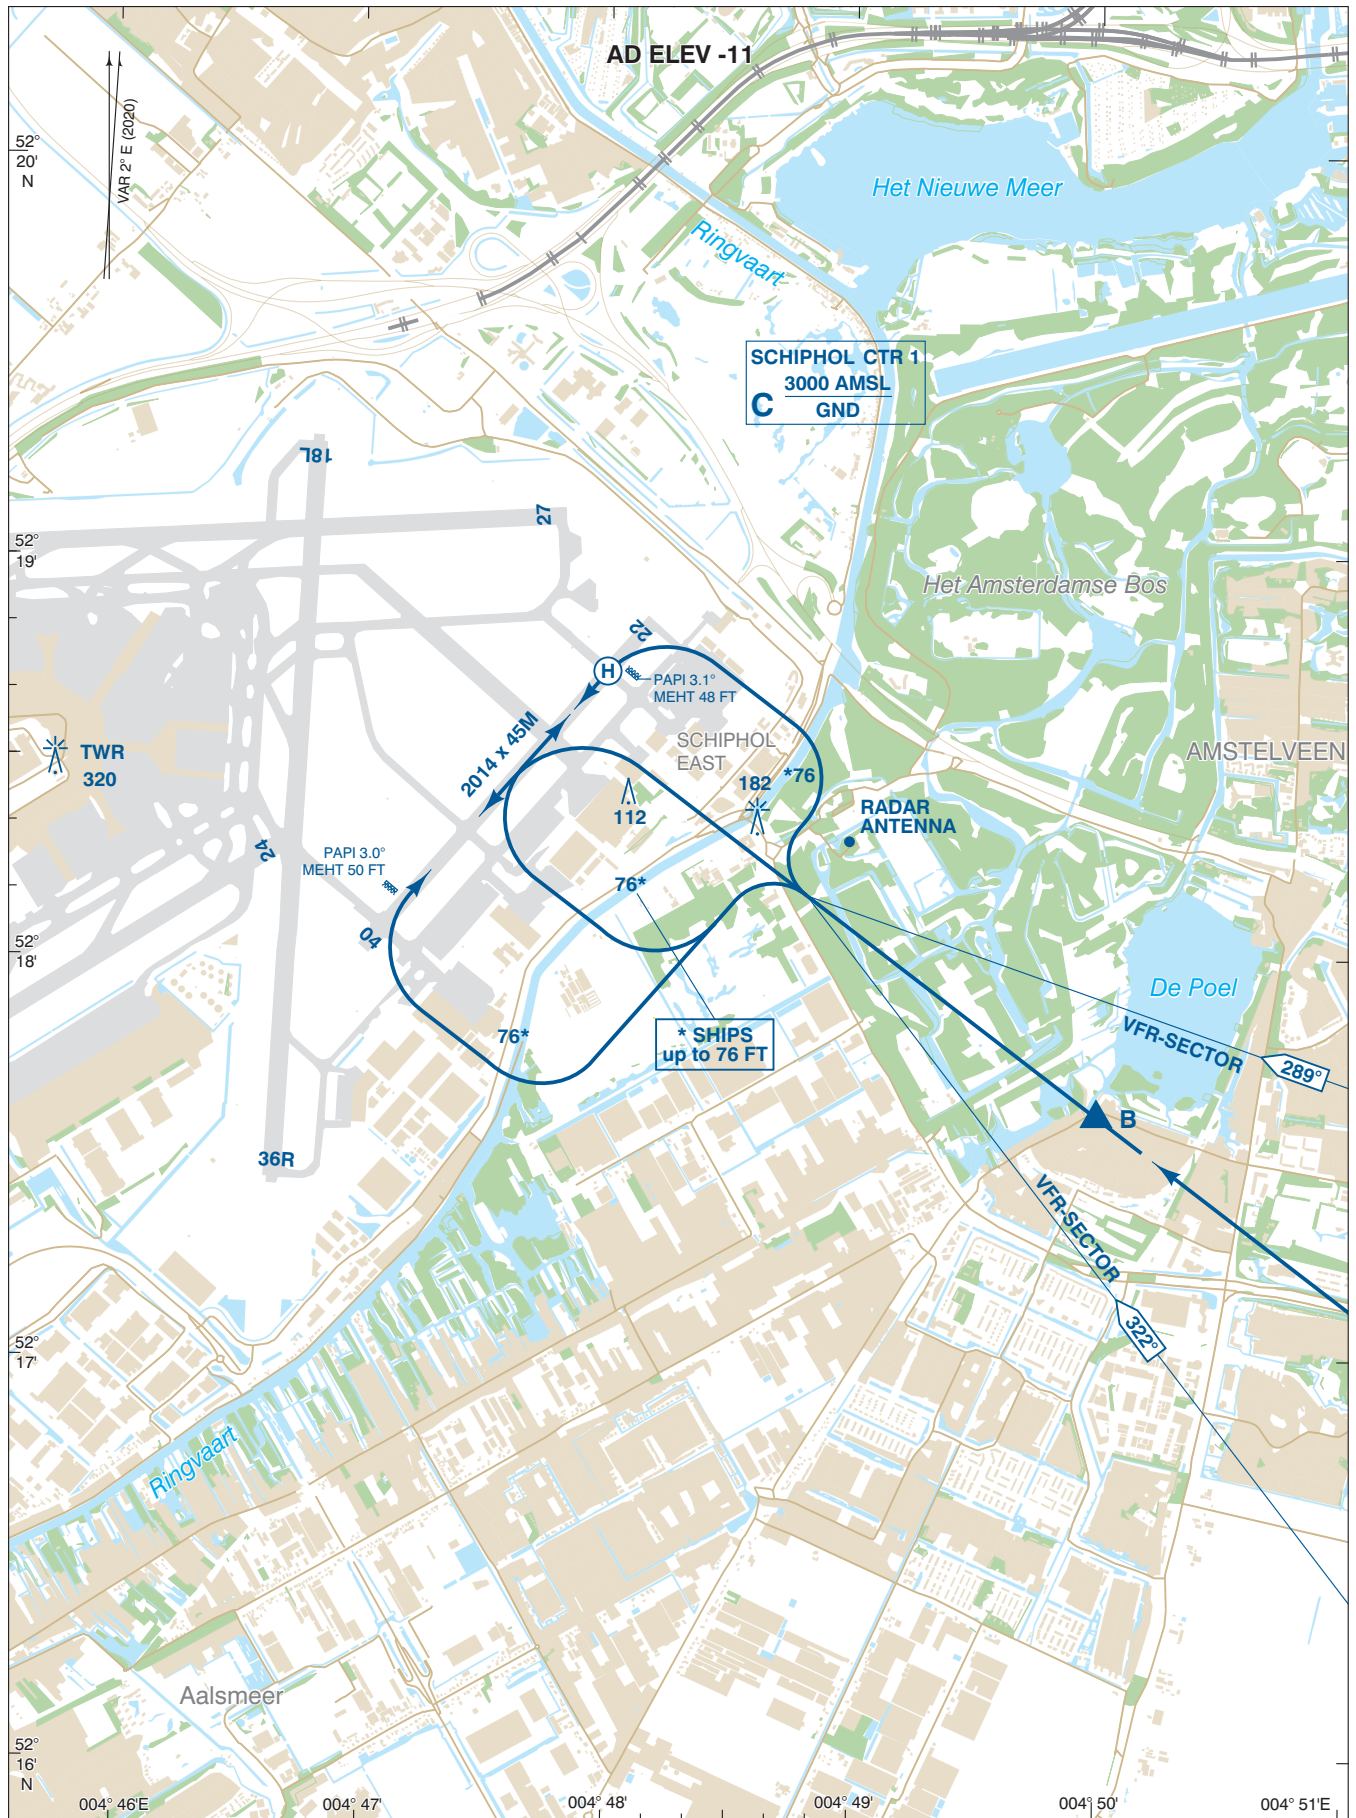 AD ELEV -11
VAR 2° E (2020)
52°
20'
N
Het Nieuwe Meer
Ringvaart
SCHIPHOL CTR 1
C
3000 AMSL
GND
18L
27
52°
19'
Het Amsterdamse Bos
22
H
PAPI 3.1°
MEHT 48 FT
2014 x 45M
SCHIPHOL
EAST
AMSTELVEEN
TWR
320
182
*76
112
RADAR
ANTENNA
24
PAPI 3.0°
MEHT 50 FT
76*
04
52°
18'
De Poel
VFR-SECTOR
289°
76*
* SHIPS
up to 76 FT
B
36R
VFR-SECTOR
322°
52°
17'
Ringvaart
Aalsmeer
52°
16'
N
004° 46'E
004° 47'
004° 48'
004° 49'
004° 50'
004° 51'E